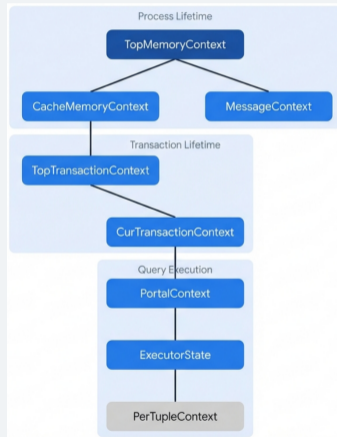 Process Lifetime
TopMemoryContext
CacheMemoryContext
MessageContext
Transaction Lifetime
TopTransactionContext
CurTransactionContext
Query Execution
PortalContext
ExecutorState
PerTupleContext